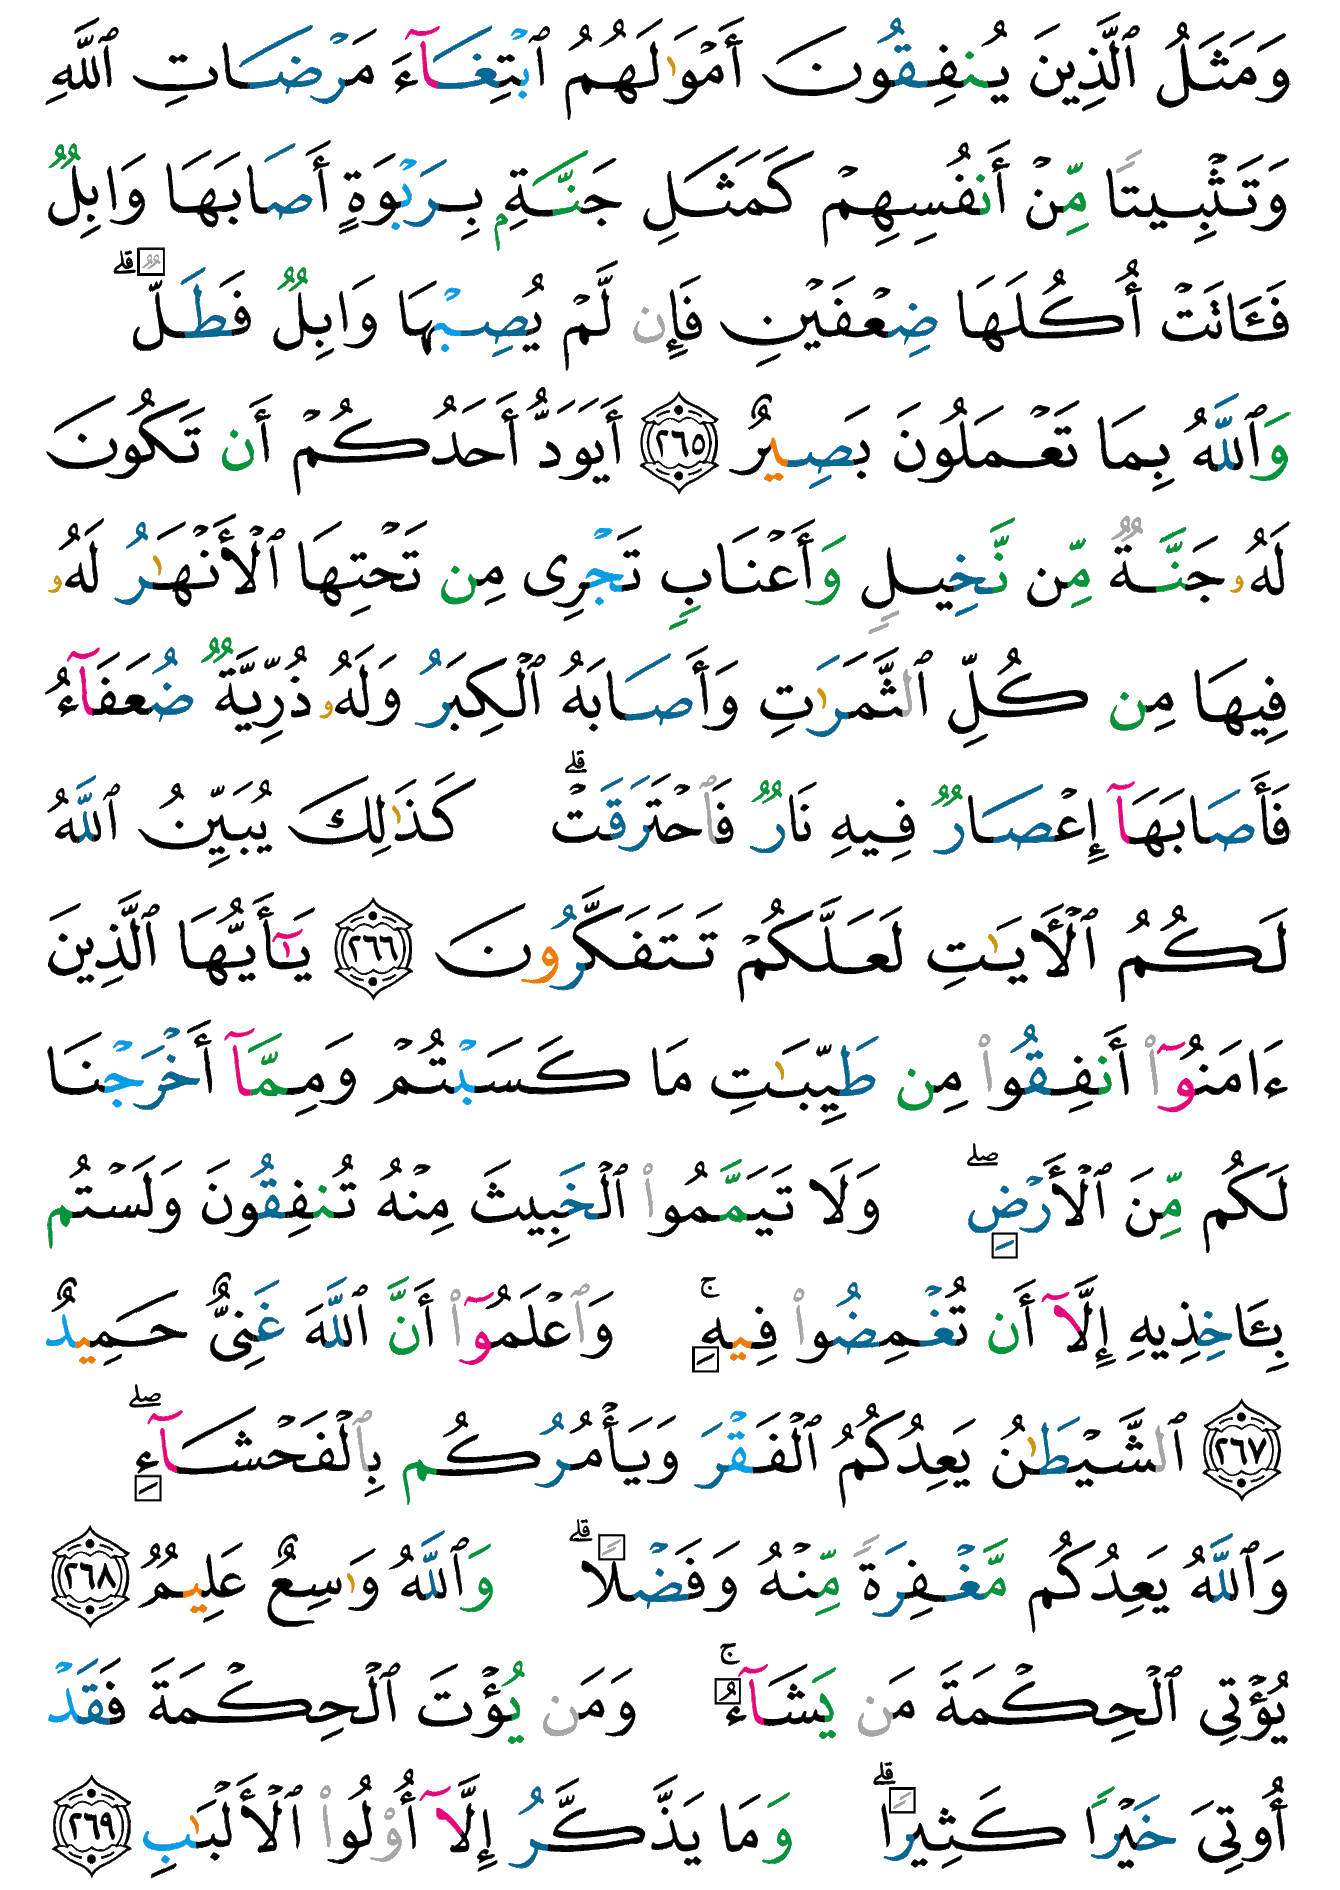 وَمَثَلُ ٱلَّذِينَ يُنفِقُونَ أَمْوَٰلَهُمُ ٱبْتِغَآءَ مَرْضَاتِ ٱللَّهِ
وَتَثْبِيتًا مِّنْ أَنفُسِهِمْ كَمَثَلِ جَنَّةٍۭ بِرَبْوَةٍ أَصَابَهَا وَابِلٌ
فَـَٔاتَتْ أُكُلَهَا ضِعْفَيْنِ فَإِن لَّمْ يُصِبْهَا وَابِلٌ فَطَلٌّ ۗ
وَٱللَّهُ بِمَا تَعْمَلُونَ بَصِيرٌ ٢٦٥ أَيَوَدُّ أَحَدُكُمْ أَن تَكُونَ
لَهُۥ جَنَّةٌ مِّن نَّخِيلٍ وَأَعْنَابٍ تَجْرِى مِن تَحْتِهَا ٱلْأَنْهَٰرُ لَهُۥ
فِيهَا مِن كُلِّ ٱلثَّمَرَٰتِ وَأَصَابَهُ ٱلْكِبَرُ وَلَهُۥ ذُرِّيَّةٌ ضُعَفَآءُ
فَأَصَابَهَآ إِعْصَارٌ فِيهِ نَارٌ فَٱحْتَرَقَتْ ۗ كَذَٰلِكَ يُبَيِّنُ ٱللَّهُ
لَكُمُ ٱلْأَيَٰتِ لَعَلَّكُمْ تَتَفَكَّرُونَ ٢٦٦ يَٰٓأَيُّهَا ٱلَّذِينَ
ءَامَنُوٓا۟ أَنفِقُوا۟ مِن طَيِّبَٰتِ مَا كَسَبْتُمْ وَمِمَّآ أَخْرَجْنَا
لَكُم مِّنَ ٱلْأَرْضِ ۖ وَلَا تَيَمَّمُوا۟ ٱلْخَبِيثَ مِنْهُ تُنفِقُونَ وَلَسْتُم
بِـَٔاخِذِيهِ إِلَّآ أَن تُغْمِضُوا۟ فِيهِ ۚ وَٱعْلَمُوٓا۟ أَنَّ ٱللَّهَ غَنِىٌّ حَمِيدٌ
٢٦٧ ٱلشَّيْطَٰنُ يَعِدُكُمُ ٱلْفَقْرَ وَيَأْمُرُكُم بِٱلْفَحْشَآءِ ۖ
وَٱللَّهُ يَعِدُكُم مَّغْفِرَةً مِّنْهُ وَفَضْلًا ۗ وَٱللَّهُ وَٰسِعٌ عَلِيمٌ ٢٦٨
يُؤْتِى ٱلْحِكْمَةَ مَن يَشَآءُ ۚ وَمَن يُؤْتَ ٱلْحِكْمَةَ فَقَدْ
أُوتِىَ خَيْرًا كَثِيرًا ۗ وَمَا يَذَّكَّرُ إِلَّآ أُو۟لُوا۟ ٱلْأَلْبَٰبِ ٢٦٩